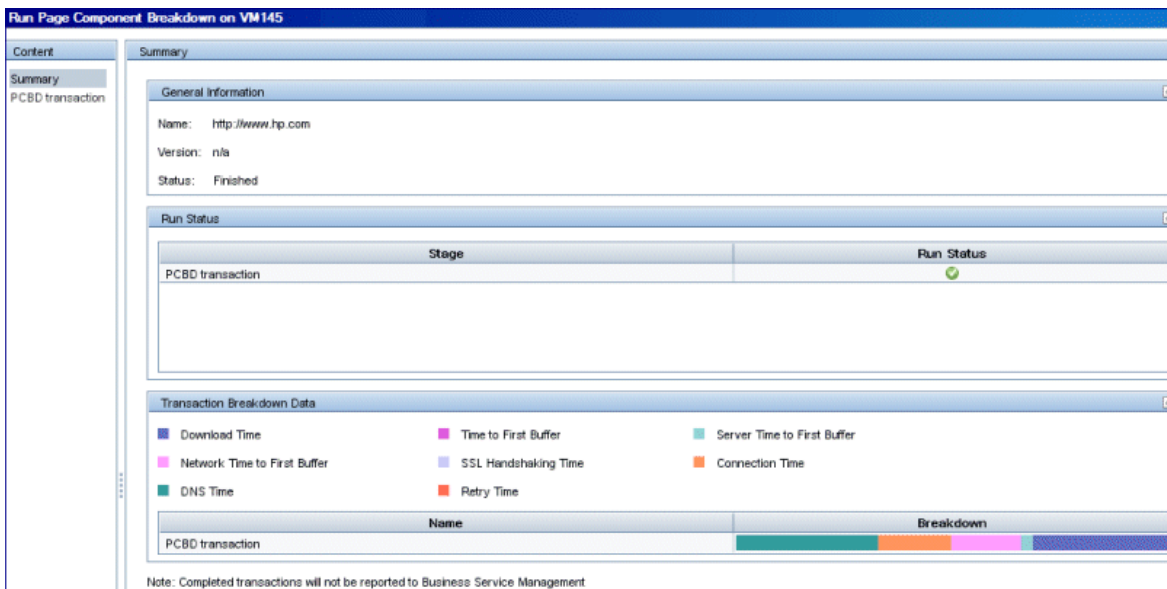 Run Page Component Breakdown on VM145
Content
Summary
PCBD transaction
Summary
General Information
Name: http://www.hp.com
Version: n/a
Status: Finished
Run Status
Stage Run Status
PCBD transaction
Transaction Breakdown Data
Download Time Time to First Buffer Server Time to First Buffer
Network Time to First Buffer SSL Handshaking Time Connection Time
DNS Time Retry Time
Name Breakdown
PCBD transaction
Note: Completed transactions will not be reported to Business Service Management